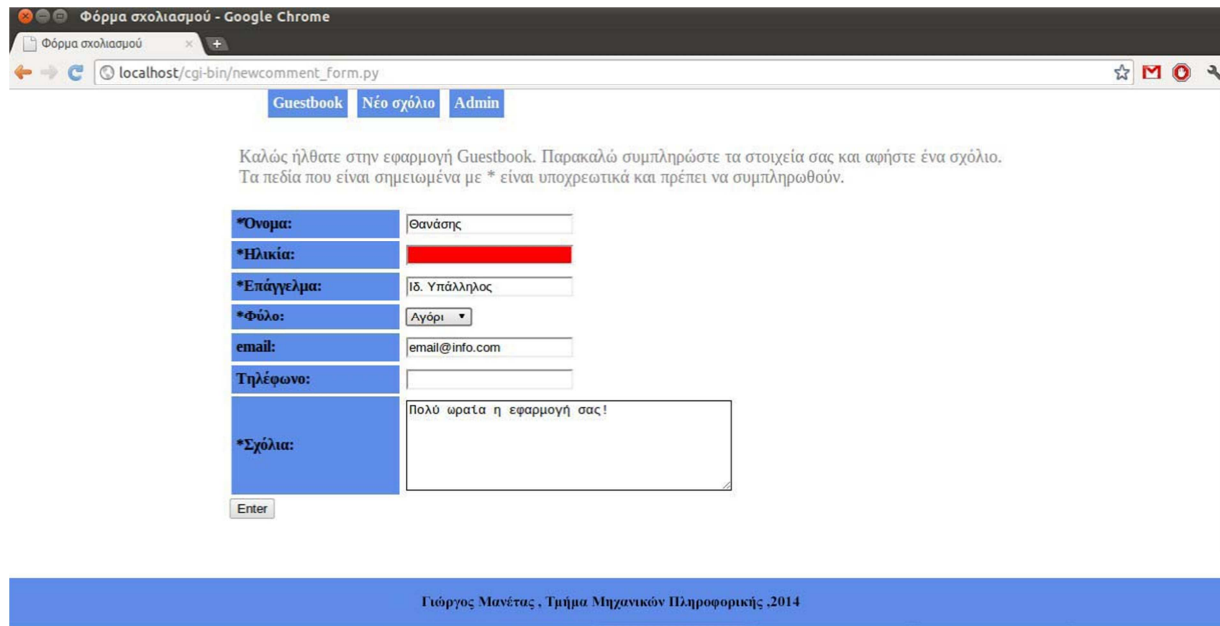 Φόρμα σχολιασμού - Google Chrome
Φόρμα σχολιασμού
localhost/cgi-bin/newcomment_form.py
Guestbook Νέο σχόλιο Admin
Καλώς ήλθατε στην εφαρμογή Guestbook. Παρακαλώ συμπληρώστε τα στοιχεία σας και αφήστε ένα σχόλιο.
Τα πεδία που είναι σημειωμένα με * είναι υποχρεωτικά και πρέπει να συμπληρωθούν.
*Όνομα: Θανάσης
*Ηλικία:
*Επάγγελμα: Ιδ. Υπάλληλος
*Φύλο: Αγόρι
email: email@info.com
Τηλέφωνο:
*Σχόλια: Πολύ ωραία η εφαρμογή σας!
Enter
Γιώργος Μανέτας , Τμήμα Μηχανικών Πληροφορικής ,2014